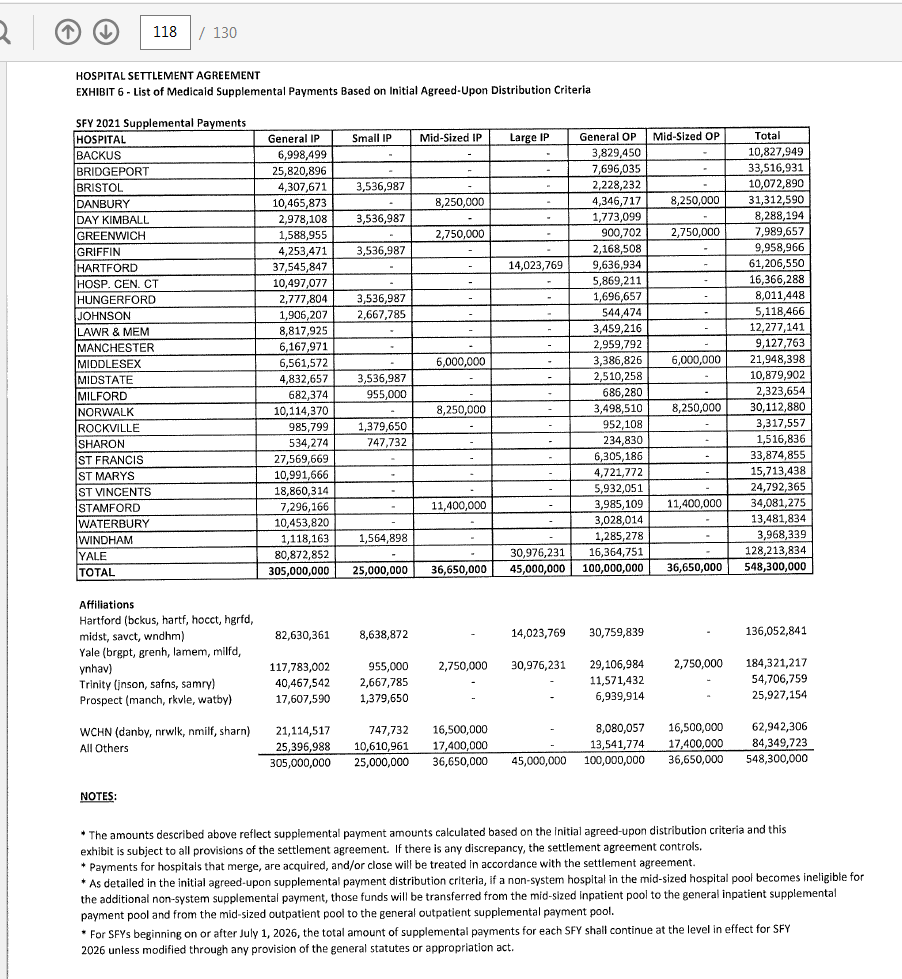 118 / 130
HOSPITAL SETTLEMENT AGREEMENT
EXHIBIT 6 - List of Medicaid Supplemental Payments Based on Initial Agreed-Upon Distribution Criteria
SFY 2021 Supplemental Payments
HOSPITAL General IP Small IP Mid-Sized IP Large IP General OP Mid-Sized OP Total
BACKUS 6,998,499 - - - 3,829,450 - 10,827,949
BRIDGEPORT 25,820,896 - - - 7,696,035 - 33,516,931
BRISTOL 4,307,671 3,536,987 - - 2,228,232 - 10,072,890
DANBURY 10,465,873 - 8,250,000 - 4,346,717 8,250,000 31,312,590
DAY KIMBALL 2,978,108 3,536,987 - - 1,773,099 - 8,288,194
GREENWICH 1,588,955 - 2,750,000 - 900,702 2,750,000 7,989,657
GRIFFIN 4,253,471 3,536,987 - - 2,168,508 - 9,958,966
HARTFORD 37,545,847 - - 14,023,769 9,636,934 - 61,206,550
HOSP. CEN. CT 10,497,077 - - - 5,869,211 - 16,366,288
HUNGERFORD 2,777,804 3,536,987 - - 1,696,657 - 8,011,448
JOHNSON 1,906,207 2,667,785 - - 544,474 - 5,118,466
LAWR & MEM 8,817,925 - - - 3,459,216 - 12,277,141
MANCHESTER 6,167,971 - - - 2,959,792 - 9,127,763
MIDDLESEX 6,561,572 - 6,000,000 - 3,386,826 6,000,000 21,948,398
MIDSTATE 4,832,657 3,536,987 - - 2,510,258 - 10,879,902
MILFORD 682,374 955,000 - - 686,280 - 2,323,654
NORWALK 10,114,370 - 8,250,000 - 3,498,510 8,250,000 30,112,880
ROCKVILLE 985,799 1,379,650 - - 952,108 - 3,317,557
SHARON 534,274 747,732 - - 234,830 - 1,516,836
ST FRANCIS 27,569,669 - - - 6,305,186 - 33,874,855
ST MARYS 10,991,666 - - - 4,721,772 - 15,713,438
ST VINCENTS 18,860,314 - - - 5,932,051 - 24,792,365
STAMFORD 7,296,166 - 11,400,000 - 3,985,109 11,400,000 34,081,275
WATERBURY 10,453,820 - - - 3,028,014 - 13,481,834
WINDHAM 1,118,163 1,564,898 - - 1,285,278 - 3,968,339
YALE 80,872,852 - - 30,976,231 16,364,751 - 128,213,834
TOTAL 305,000,000 25,000,000 36,650,000 45,000,000 100,000,000 36,650,000 548,300,000
Affiliations
Hartford (bckus, hartf, hocct, hgrfd,
midst, savct, wndhm) 82,630,361 8,638,872 - 14,023,769 30,759,839 - 136,052,841
Yale (brgpt, grenh, lamem, milfd,
ynhav) 117,783,002 955,000 2,750,000 30,976,231 29,106,984 2,750,000 184,321,217
Trinity (jnson, safns, samry) 40,467,542 2,667,785 - - 11,571,432 - 54,706,759
Prospect (manch, rkvle, watby) 17,607,590 1,379,650 - - 6,939,914 - 25,927,154
WCHN (danby, nrwlk, nmilf, sharn) 21,114,517 747,732 16,500,000 - 8,080,057 16,500,000 62,942,306
All Others 25,396,988 10,610,961 17,400,000 - 13,541,774 17,400,000 84,349,723
305,000,000 25,000,000 36,650,000 45,000,000 100,000,000 36,650,000 548,300,000
NOTES:
* The amounts described above reflect supplemental payment amounts calculated based on the initial agreed-upon distribution criteria and this
exhibit is subject to all provisions of the settlement agreement. If there is any discrepancy, the settlement agreement controls.
* Payments for hospitals that merge, are acquired, and/or close will be treated in accordance with the settlement agreement.
* As detailed in the initial agreed-upon supplemental payment distribution criteria, if a non-system hospital in the mid-sized hospital pool becomes ineligible for
the additional non-system supplemental payment, those funds will be transferred from the mid-sized inpatient pool to the general inpatient supplemental
payment pool and from the mid-sized outpatient pool to the general outpatient supplemental payment pool.
* For SFYs beginning on or after July 1, 2026, the total amount of supplemental payments for each SFY shall continue at the level in effect for SFY
2026 unless modified through any provision of the general statutes or appropriation act.